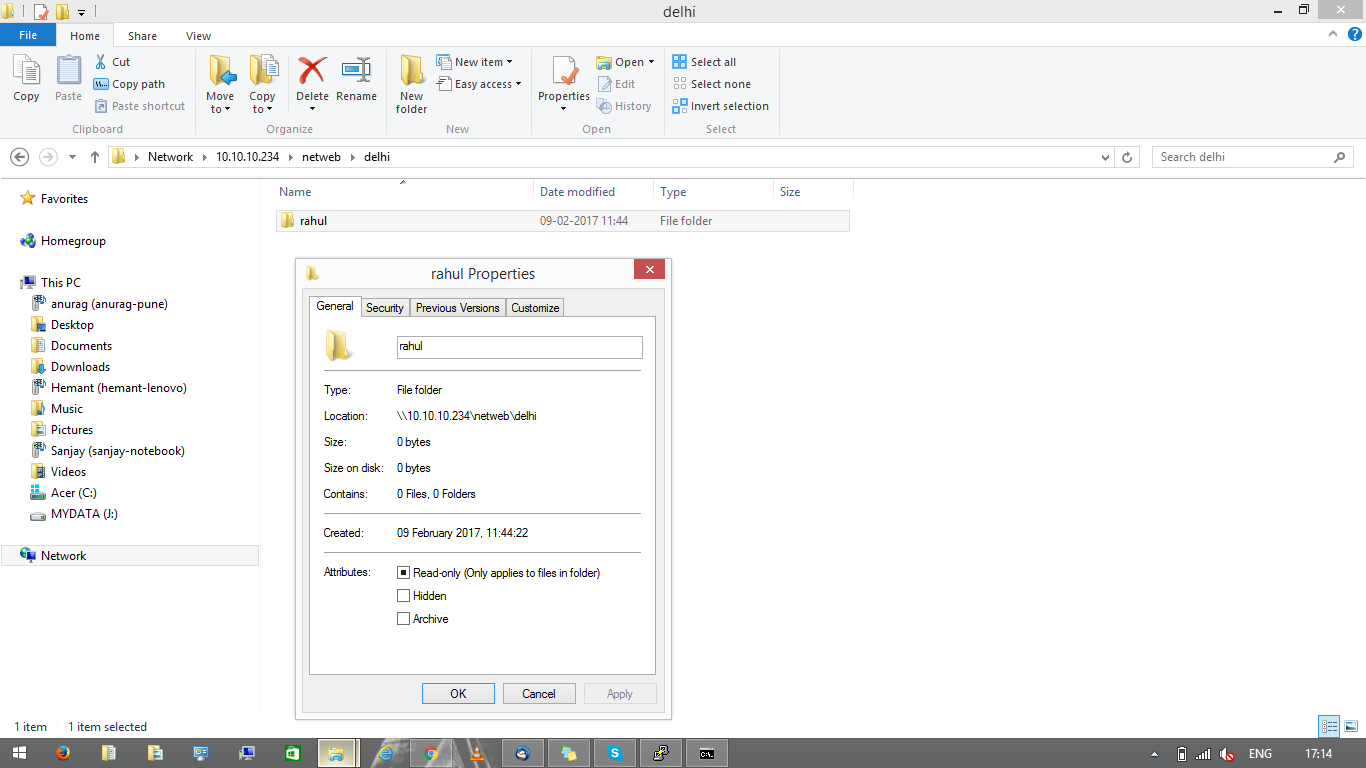 delhi
File Home Share View
Copy Paste Cut Copy path Paste shortcut Clipboard
Move to Copy to Delete Rename Organize
New folder New item Easy access New
Properties Open Edit History Open
Select all Select none Invert selection Select
Network 10.10.10.234 netweb delhi Search delhi
Name Date modified Type Size
rahul 09-02-2017 11:44 File folder
Favorites
Homegroup
This PC
anurag (anurag-pune)
Desktop
Documents
Downloads
Hemant (hemant-lenovo)
Music
Pictures
Sanjay (sanjay-notebook)
Videos
Acer (C:)
MYDATA (J:)
Network
rahul Properties
General Security Previous Versions Customize
rahul
Type: File folder
Location: \\10.10.10.234\netweb\delhi
Size: 0 bytes
Size on disk: 0 bytes
Contains: 0 Files, 0 Folders
Created: 09 February 2017, 11:44:22
Attributes: Read-only (Only applies to files in folder)
Hidden
Archive
OK Cancel Apply
1 item 1 item selected
ENG 17:14